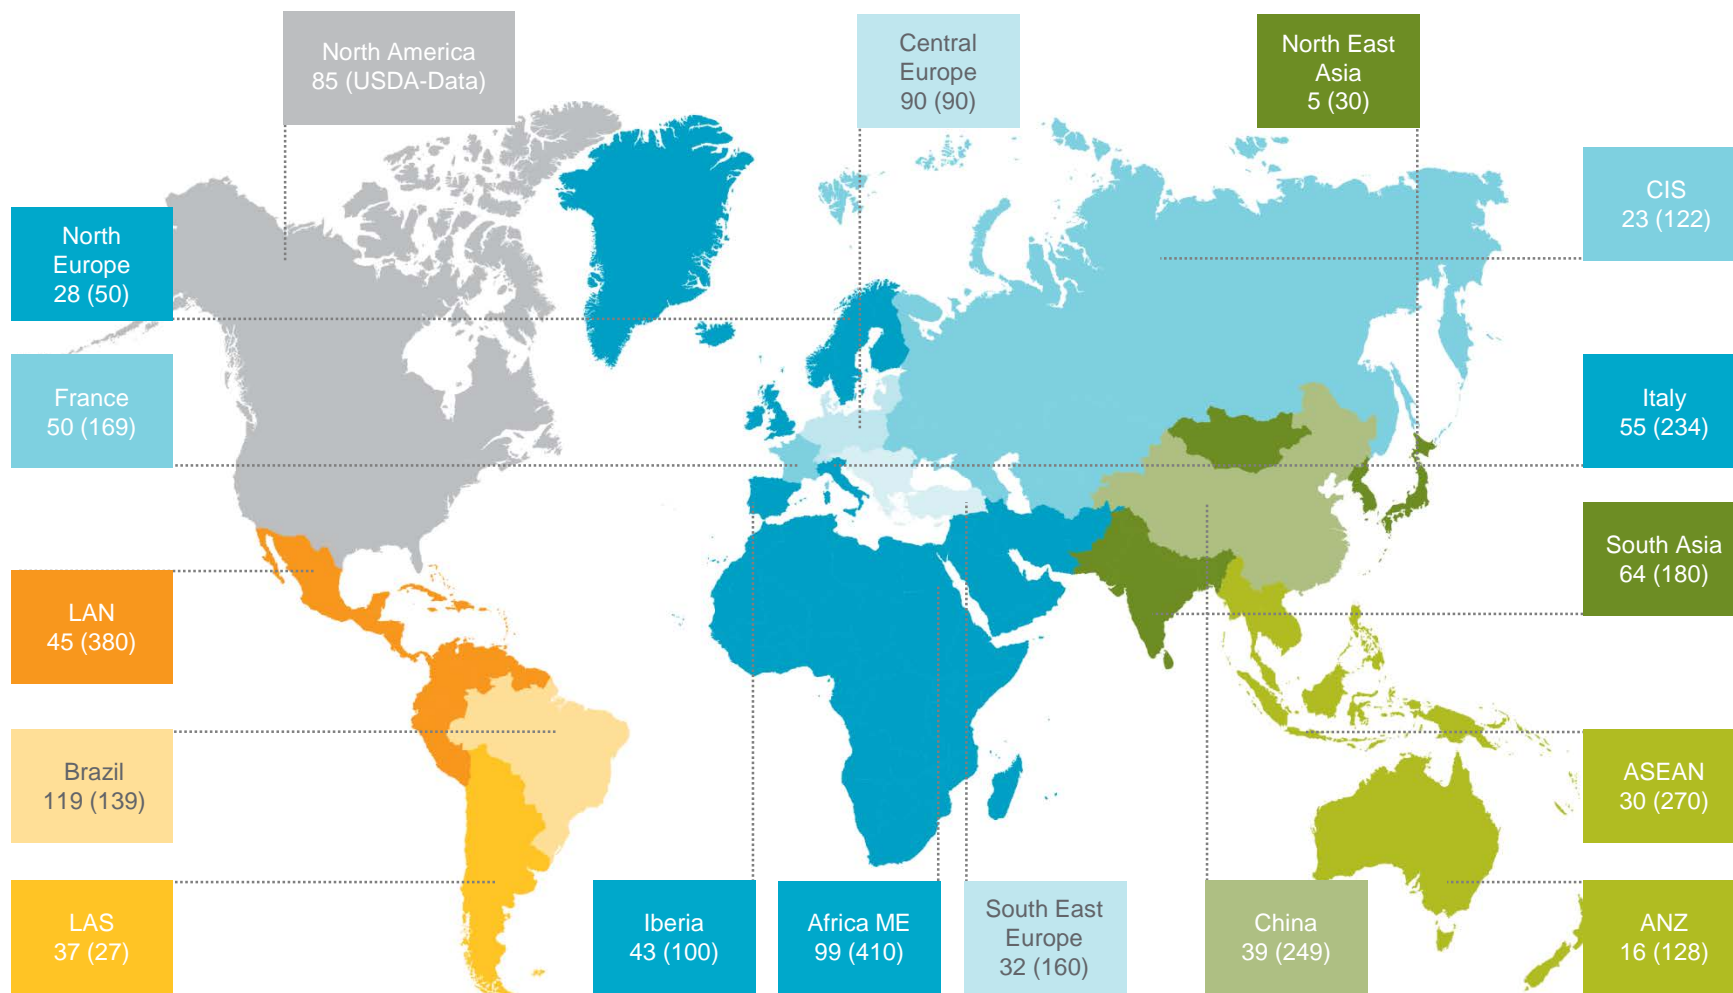 North America
85 (USDA-Data)
Central
Europe
90 (90)
North East
Asia
5 (30)
CIS
23 (122)
North
Europe
28 (50)
France
50 (169)
Italy
55 (234)
South Asia
64 (180)
LAN
45 (380)
Brazil
119 (139)
ASEAN
30 (270)
LAS
37 (27)
Iberia
43 (100)
Africa ME
99 (410)
South East
Europe
32 (160)
China
39 (249)
ANZ
16 (128)